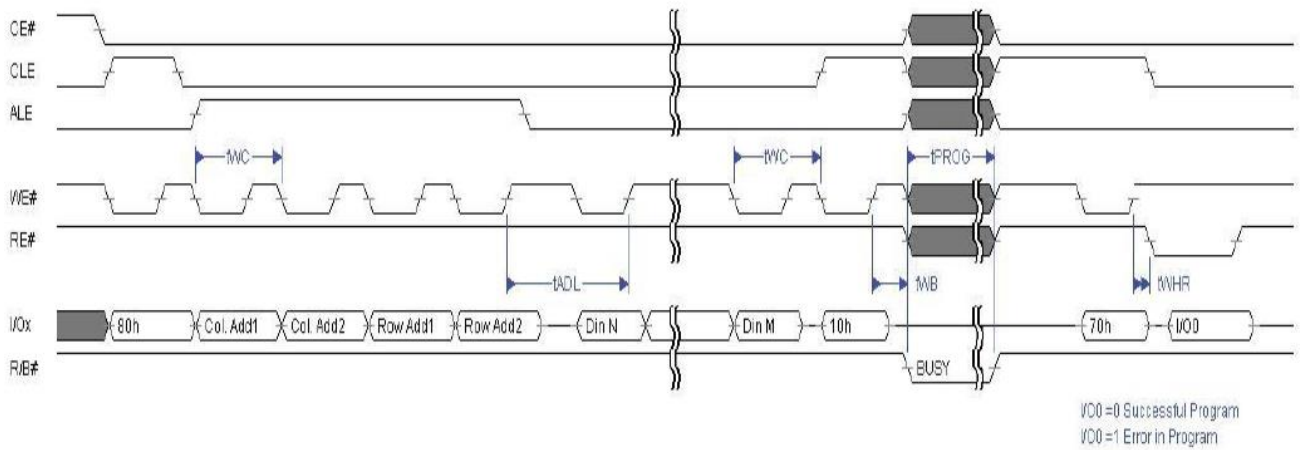 CE#
CLE
ALE
tWC tWC tPROG
WE#
RE#
tADL tWB tWHR
I/Ox 80h Col. Add1 Col. Add2 Row Add1 Row Add2 Din N Din M 10h 70h I/O0
R/B# BUSY
I/O0 =0 Successful Program
I/O0 =1 Error in Program